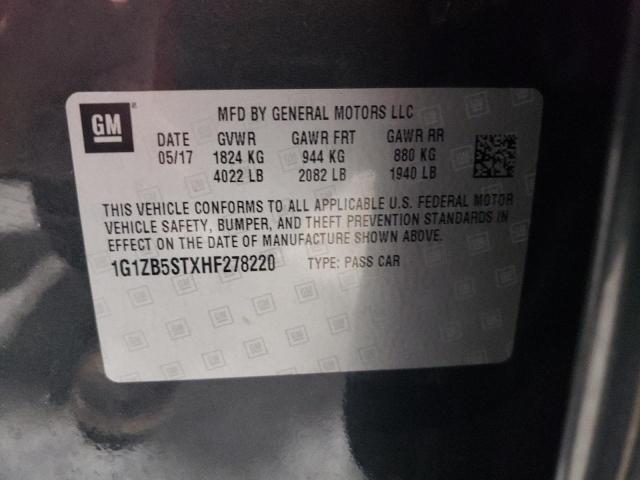 GM
MFD BY GENERAL MOTORS LLC
DATE GVWR GAWR FRT GAWR RR
05/17 1824 KG 944 KG 880 KG
4022 LB 2082 LB 1940 LB
THIS VEHICLE CONFORMS TO ALL APPLICABLE U.S. FEDERAL MOTOR
VEHICLE SAFETY, BUMPER, AND THEFT PREVENTION STANDARDS IN
EFFECT ON THE DATE OF MANUFACTURE SHOWN ABOVE.
1G1ZB5STXHF278220 TYPE: PASS CAR